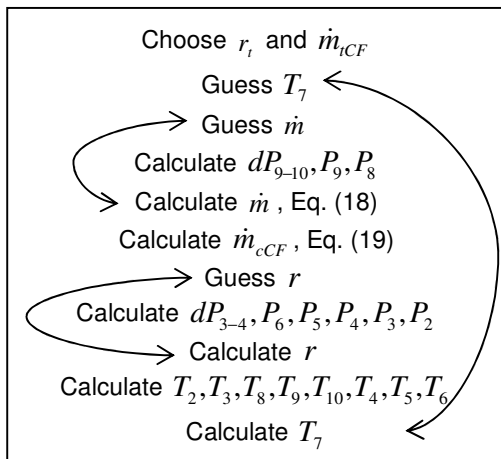 Choose r_t and ṁ_tCF
Guess T_7
Guess ṁ
Calculate dP_9–10, P_9, P_8
Calculate ṁ , Eq. (18)
Calculate ṁ_cCF , Eq. (19)
Guess r
Calculate dP_3–4, P_6, P_5, P_4, P_3, P_2
Calculate r
Calculate T_2, T_3, T_8, T_9, T_10, T_4, T_5, T_6
Calculate T_7